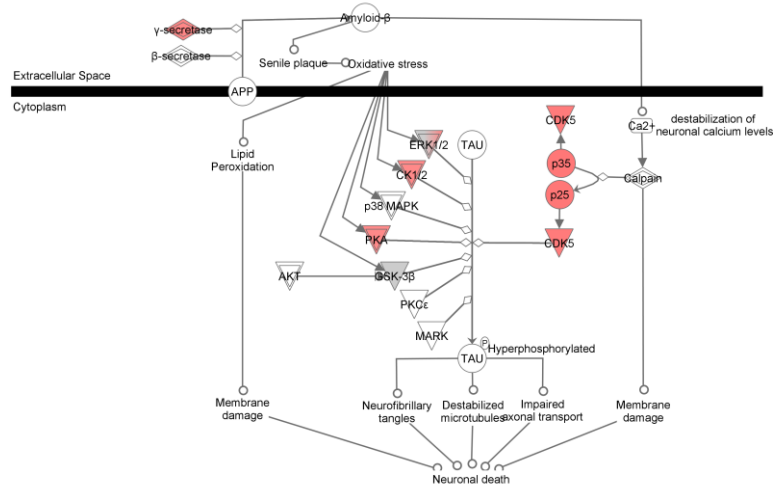 Amyloid-β
γ-secretase
β-secretase
Senile plaque
Oxidative stress
Extracellular Space
APP
Cytoplasm
CDK5
Ca2+
destabilization of
neuronal calcium levels
ERK1/2
TAU
Lipid
Peroxidation
p35
CK1/2
Calpain
p38 MAPK
p25
PKA
CDK5
AKT
GSK-3β
PKCε
MARK
P
Hyperphosphorylated
TAU
Membrane
damage
Neurofibrillary
tangles
Destabilized
microtubules
Impaired
axonal transport
Membrane
damage
Neuronal death